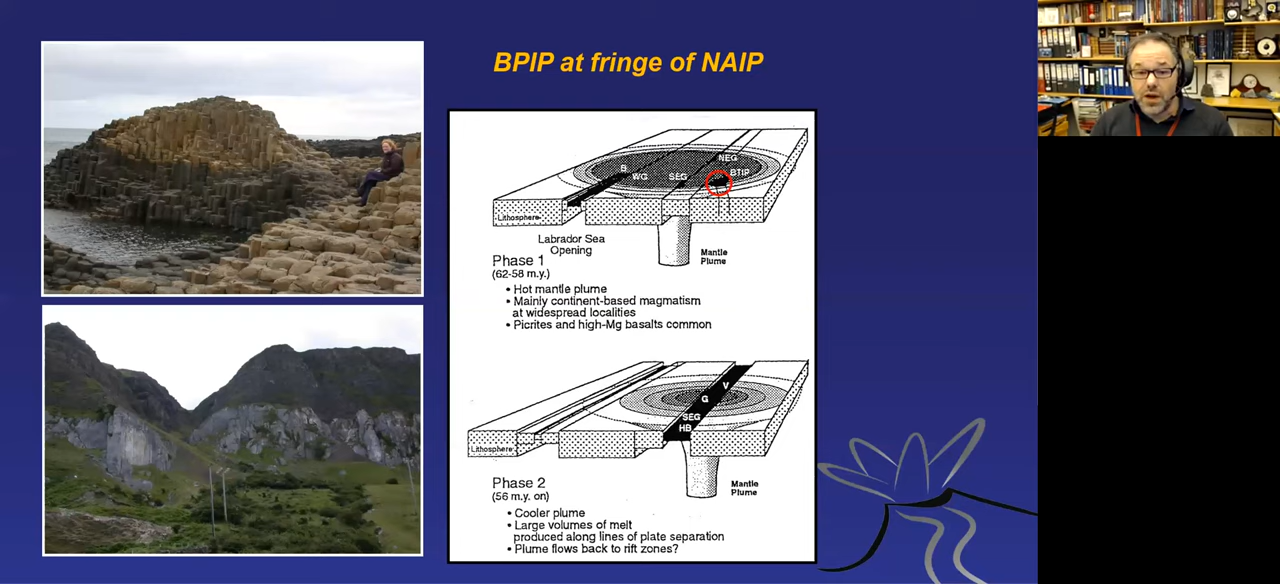 BPIP at fringe of NAIP
NEG
B
BTIP
WG
SEG
Lithosphere
Labrador Sea
Opening
Mantle
Plume
Phase 1
(62-58 m.y.)
• Hot mantle plume
• Mainly continent-based magmatism
at widespread localities
• Picrites and high-Mg basalts common
V
G
SEG
HB
Lithosphere
Mantle
Plume
Phase 2
(56 m.y. on)
• Cooler plume
• Large volumes of melt
produced along lines of plate separation
• Plume flows back to rift zones?